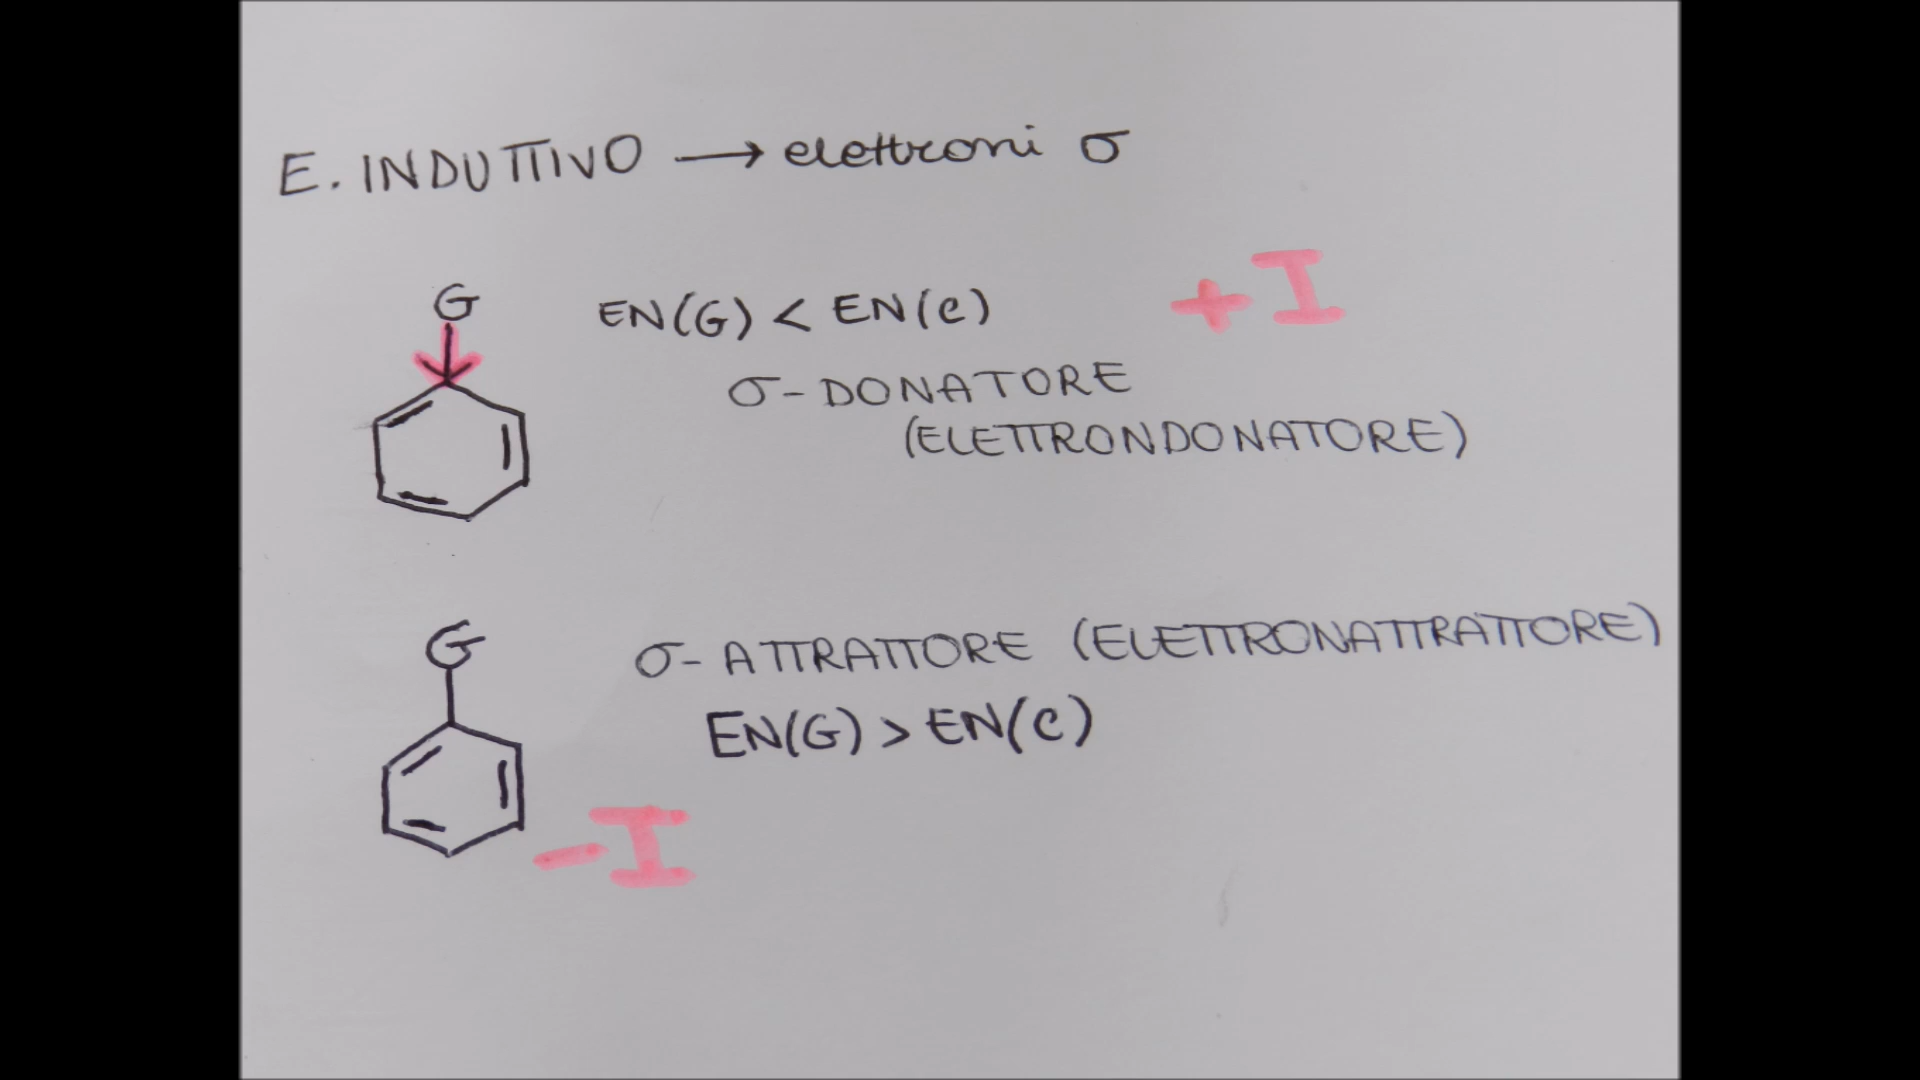 E. INDUTTIVO → elettroni σ
G
EN(G) < EN(C)
+I
σ-DONATORE
(ELETTRONDONATORE)
G
σ-ATTRATTORE (ELETTRONATTRATTORE)
EN(G) > EN(C)
-I